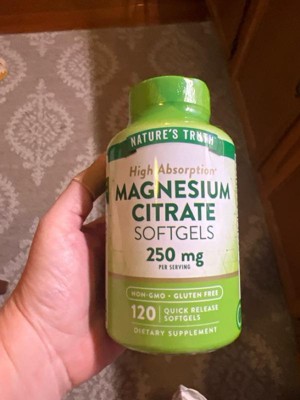 NATURE'S TRUTH
High Absorption
MAGNESIUM
CITRATE
SOFTGELS
250 mg
PER SERVING
NON-GMO • GLUTEN FREE
120 QUICK RELEASE
SOFTGELS
DIETARY SUPPLEMENT